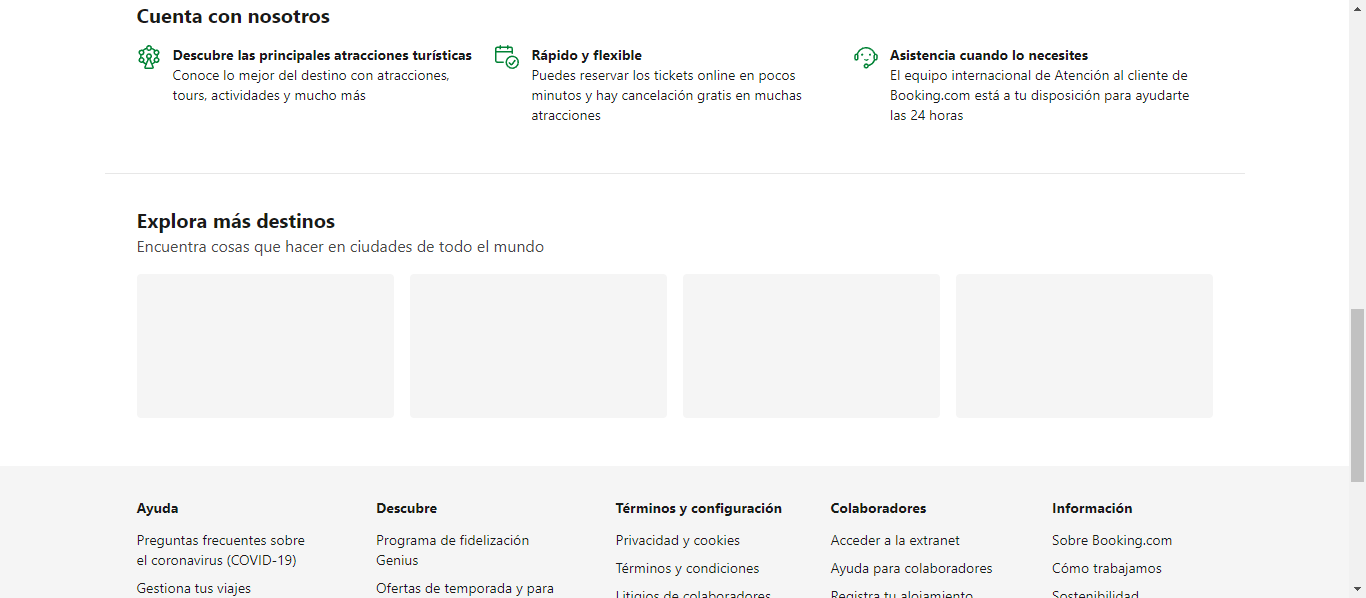 Cuenta con nosotros
Descubre las principales atracciones turísticas
Conoce lo mejor del destino con atracciones,
tours, actividades y mucho más
Rápido y flexible
Puedes reservar los tickets online en pocos
minutos y hay cancelación gratis en muchas
atracciones
Asistencia cuando lo necesites
El equipo internacional de Atención al cliente de
Booking.com está a tu disposición para ayudarte
las 24 horas
Explora más destinos
Encuentra cosas que hacer en ciudades de todo el mundo
Ayuda
Preguntas frecuentes sobre
el coronavirus (COVID-19)
Gestiona tus viajes
Descubre
Programa de fidelización
Genius
Ofertas de temporada y para
Términos y configuración
Privacidad y cookies
Términos y condiciones
Litigios de colaboradores
Colaboradores
Acceder a la extranet
Ayuda para colaboradores
Registra tu alojamiento
Información
Sobre Booking.com
Cómo trabajamos
Sostenibilidad